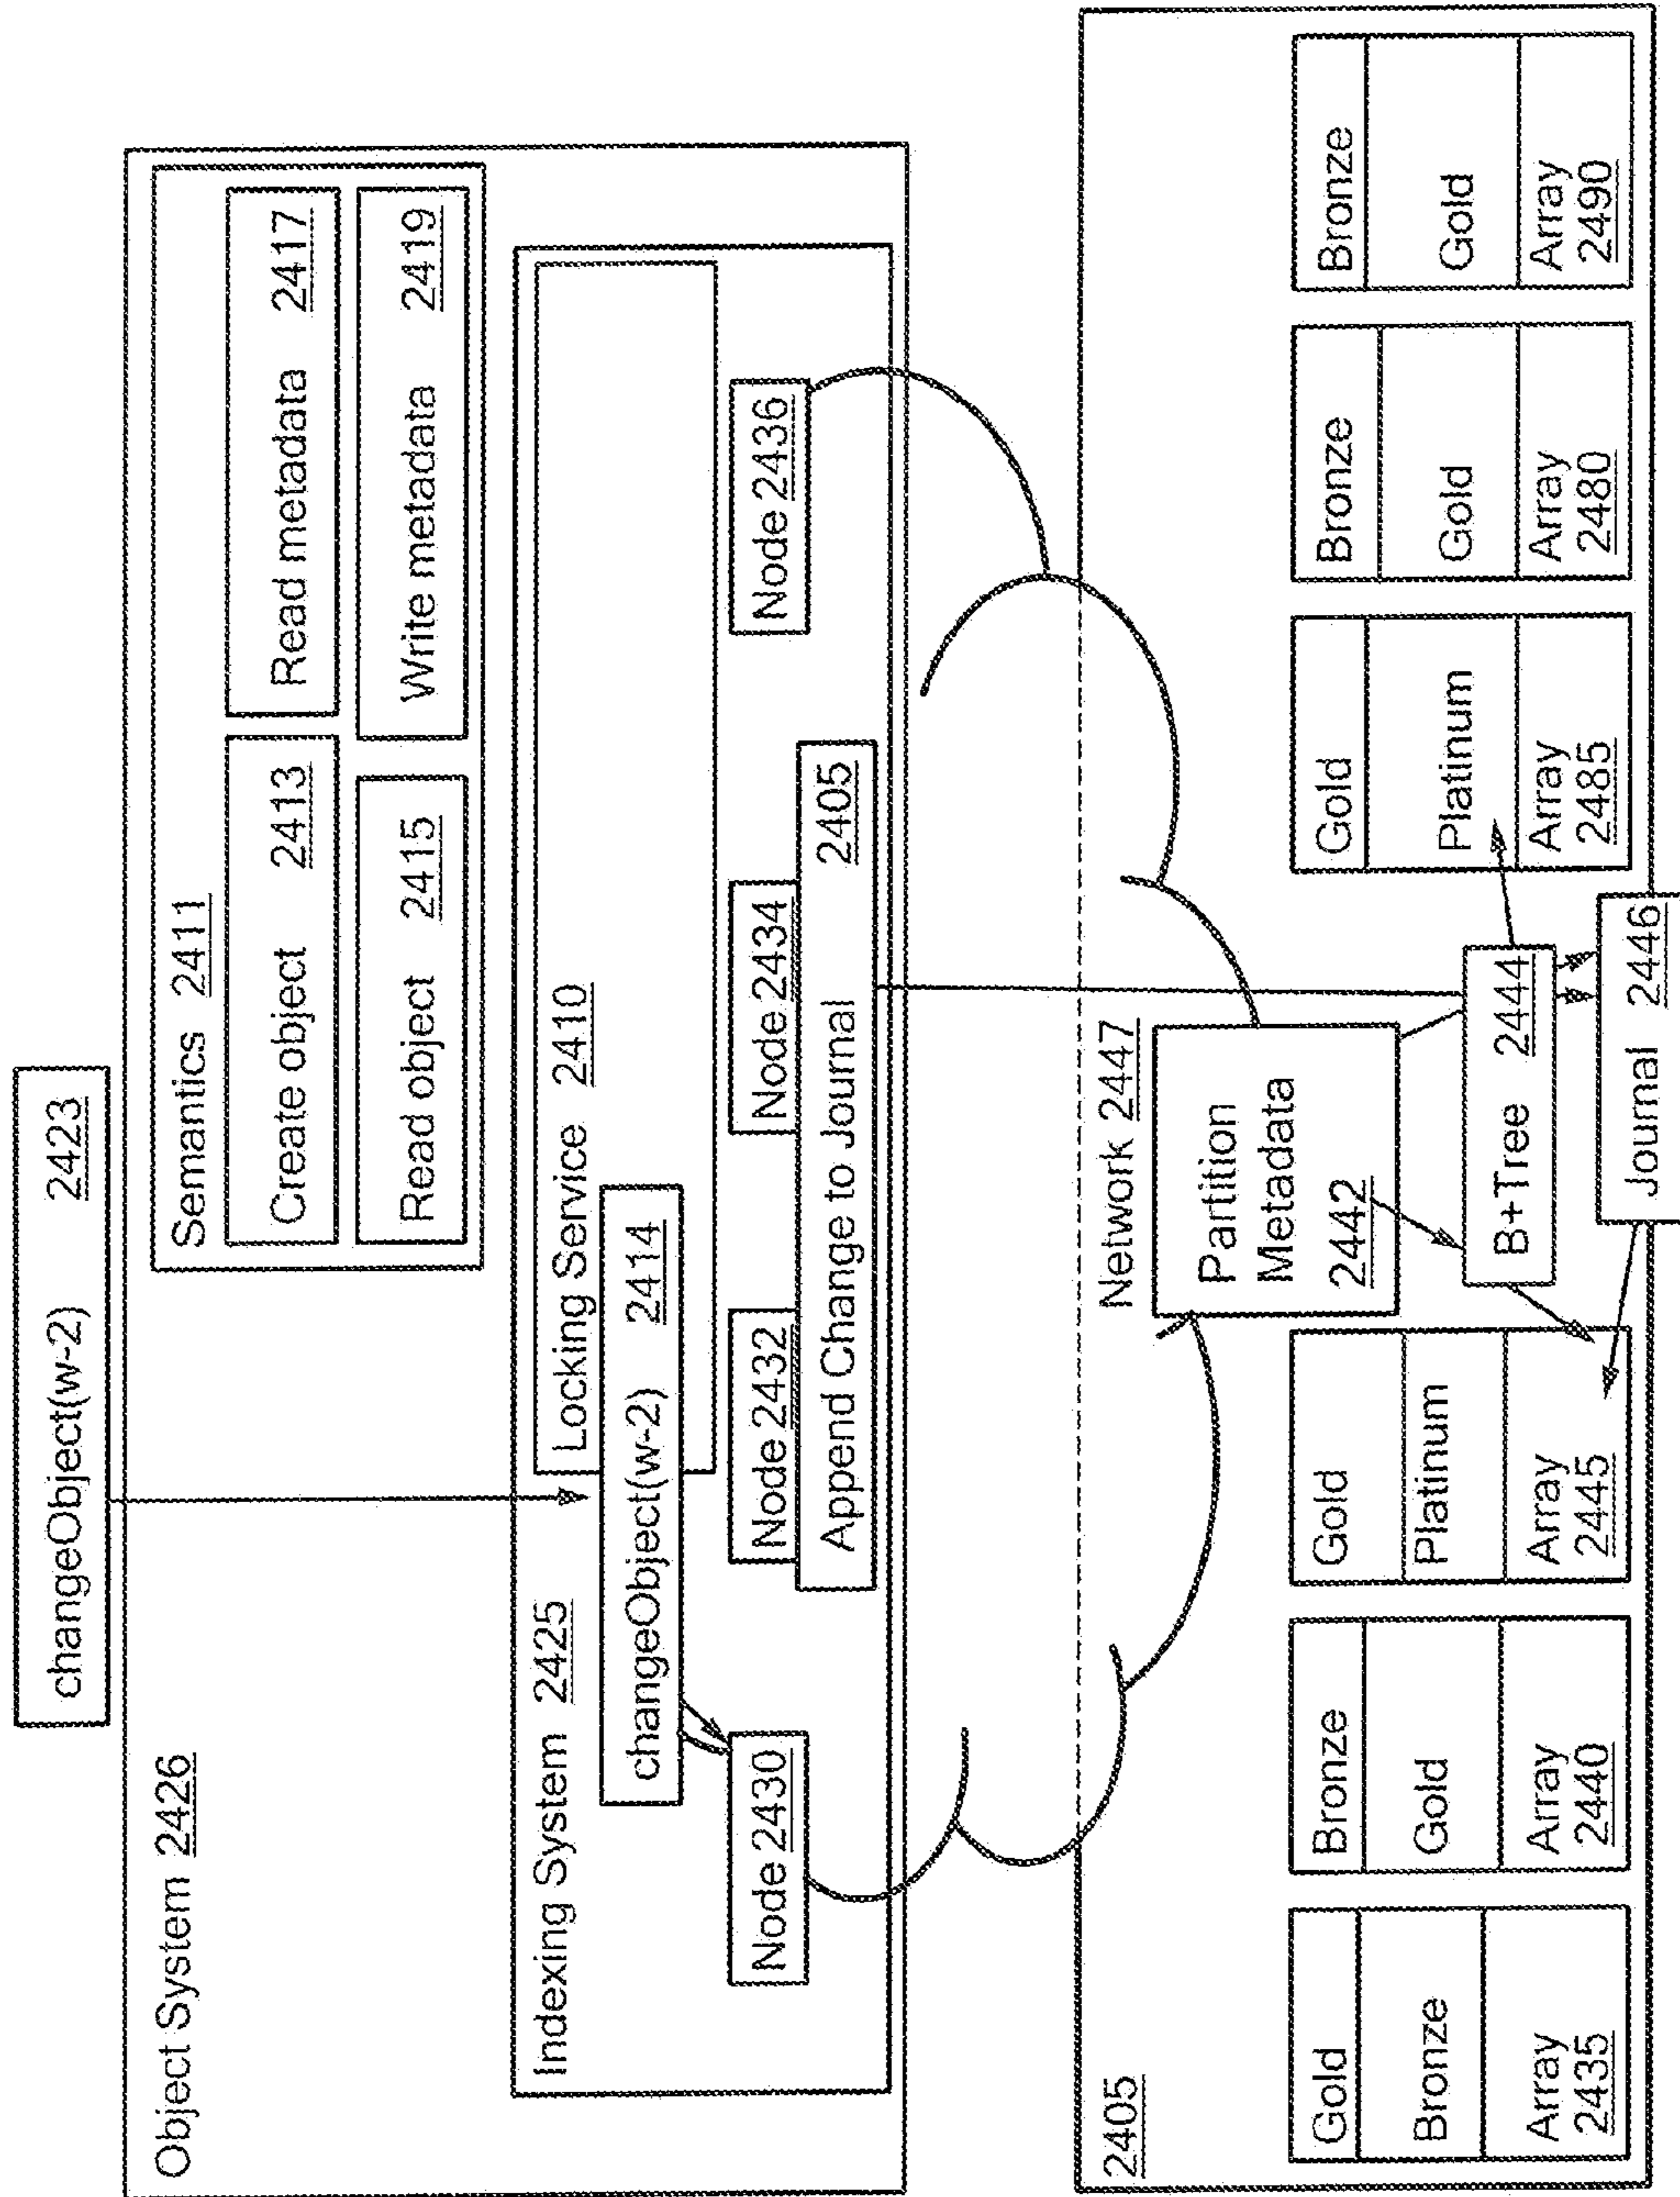 changeObject(w-2) 2423
Object System 2426
Semantics 2411
Create object 2413
Read metadata 2417
Read object 2415
Write metadata 2419
Indexing System 2425
Locking Service 2410
changeObject(w-2) 2414
Node 2430
Node 2432
Node 2434
Node 2436
Append Change to Journal 2405
2405
Network 2447
Partition
Metadata
2442
B+Tree 2444
Journal 2446
Gold
Bronze
Array
2435
Bronze
Gold
Array
2440
Gold
Platinum
Array
2445
Gold
Platinum
Array
2485
Bronze
Gold
Array
2480
Bronze
Gold
Array
2490